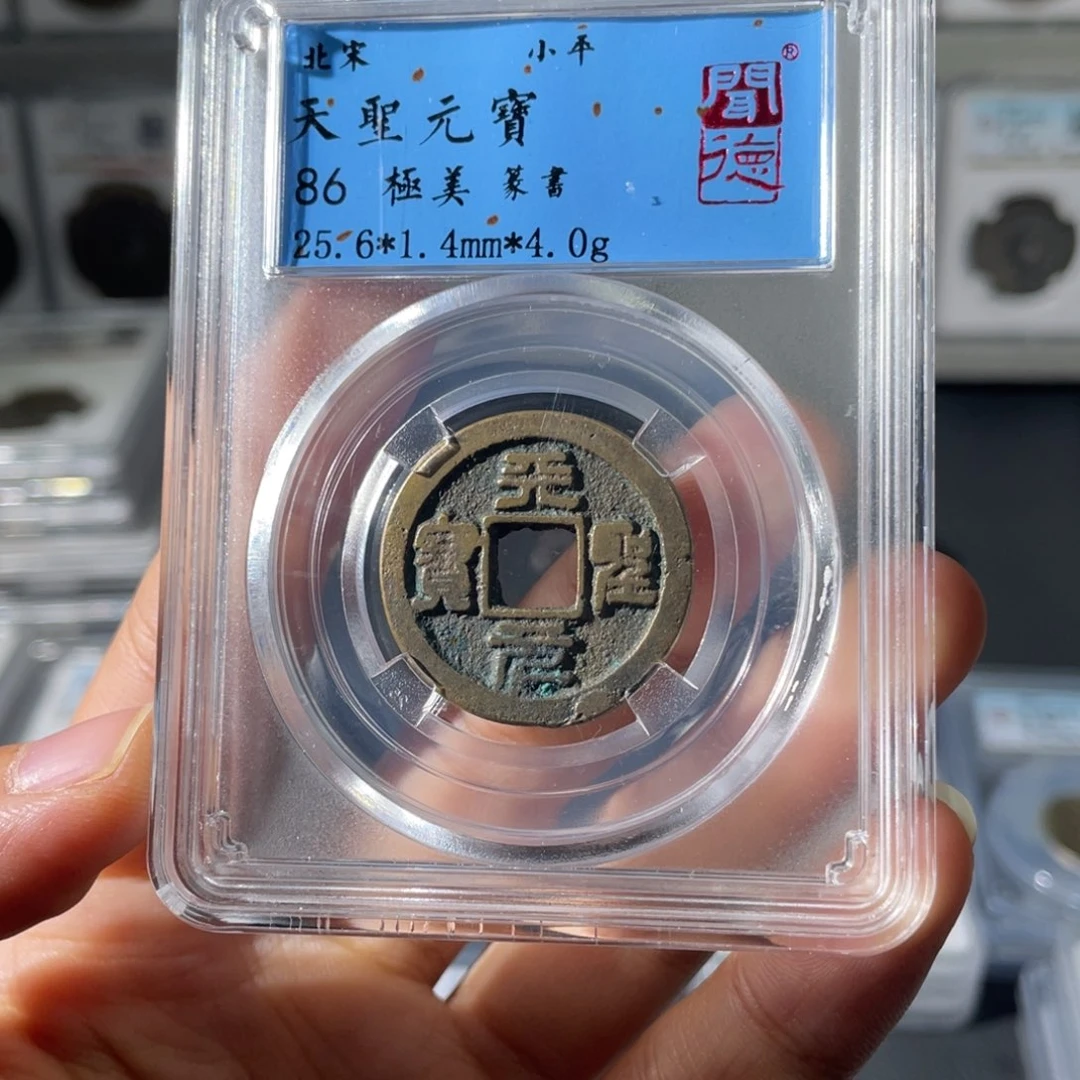 北宋 小平
天聖元寶
86 極美 篆書
25.6*1.4mm*4.0g
聞德
®
天聖元寶